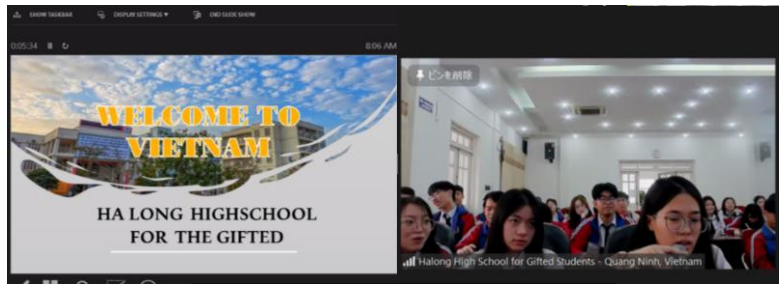 SHOW TASKBAR
DISPLAY SETTINGS ▼
END SLIDE SHOW
0:05:34
8:06 AM
WELCOME TO
VIETNAM
HA LONG HIGHSCHOOL
FOR THE GIFTED
ピンを削除
Halong High School for Gifted Students - Quang Ninh, Vietnam